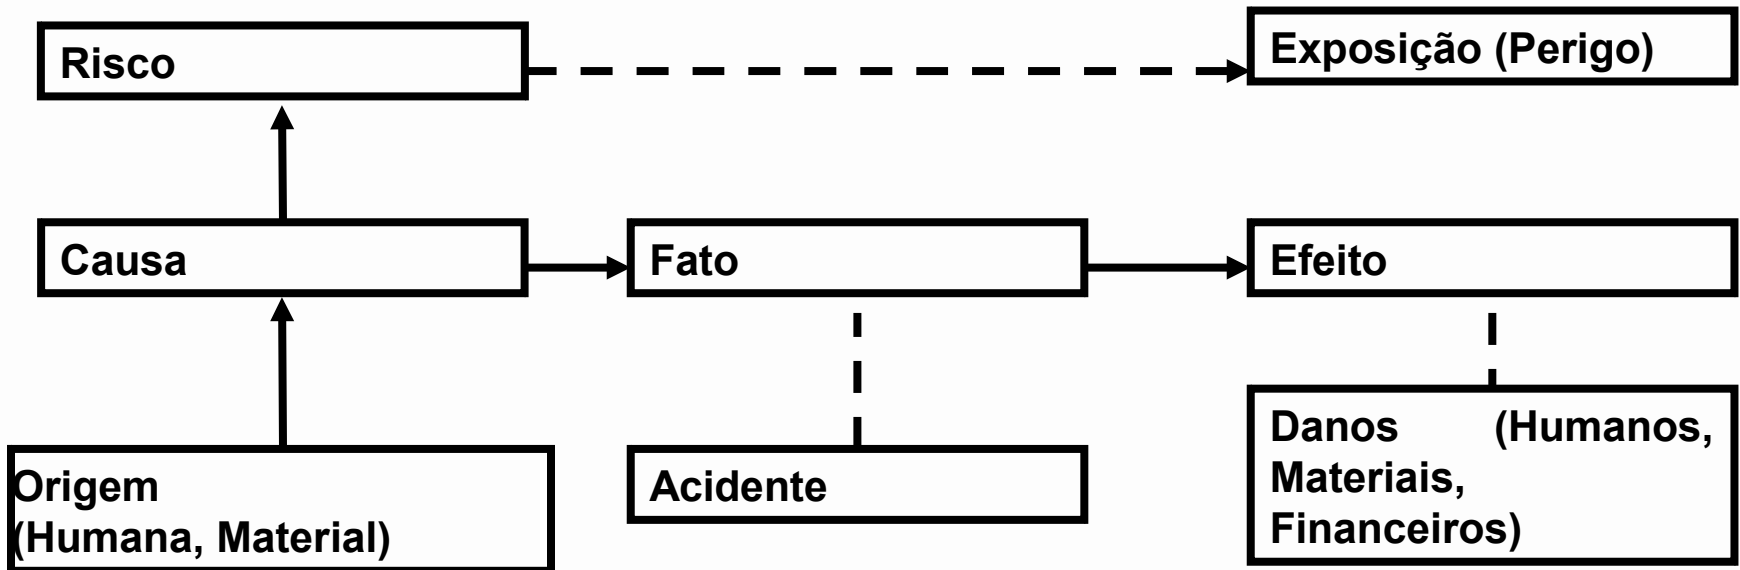 Risco
Exposição (Perigo)
Causa
Fato
Efeito
Origem
(Humana, Material)
Acidente
Danos (Humanos,
Materiais,
Financeiros)